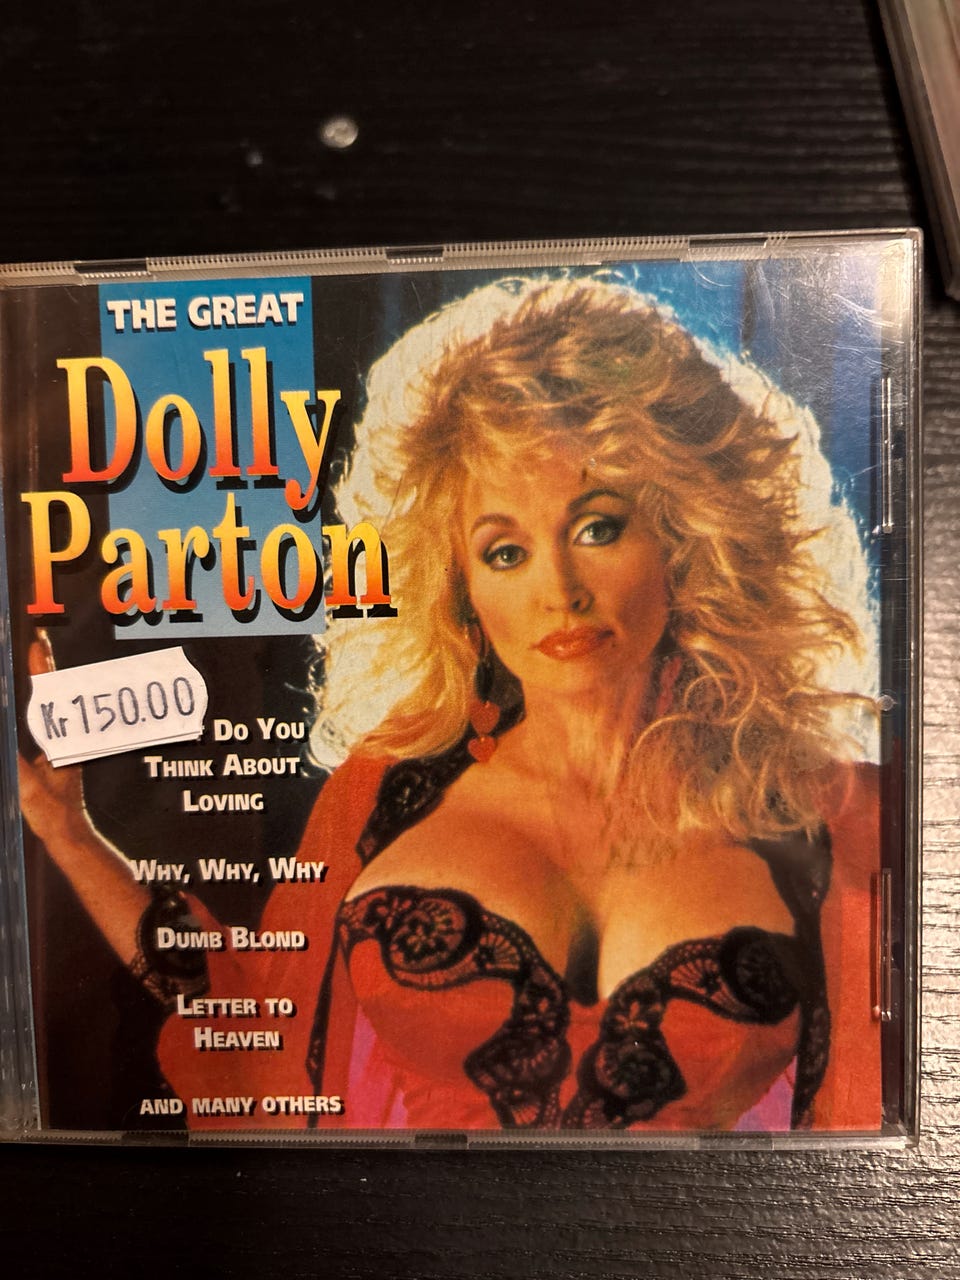 THE GREAT
Dolly
Parton
Kr 150.00
DO YOU
THINK ABOUT
LOVING
WHY, WHY, WHY
DUMB BLOND
LETTER TO
HEAVEN
AND MANY OTHERS